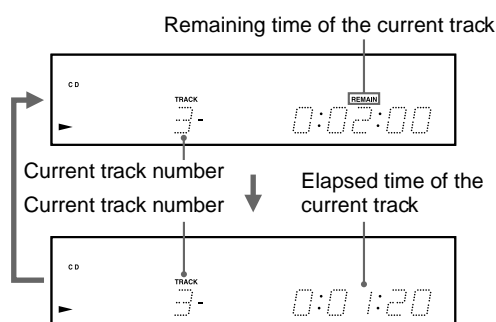 Remaining time of the current track
CD
TRACK
REMAIN
3- 0:02:00
Current track number
Current track number
Elapsed time of the
current track
CD
TRACK
3- 0:01:20